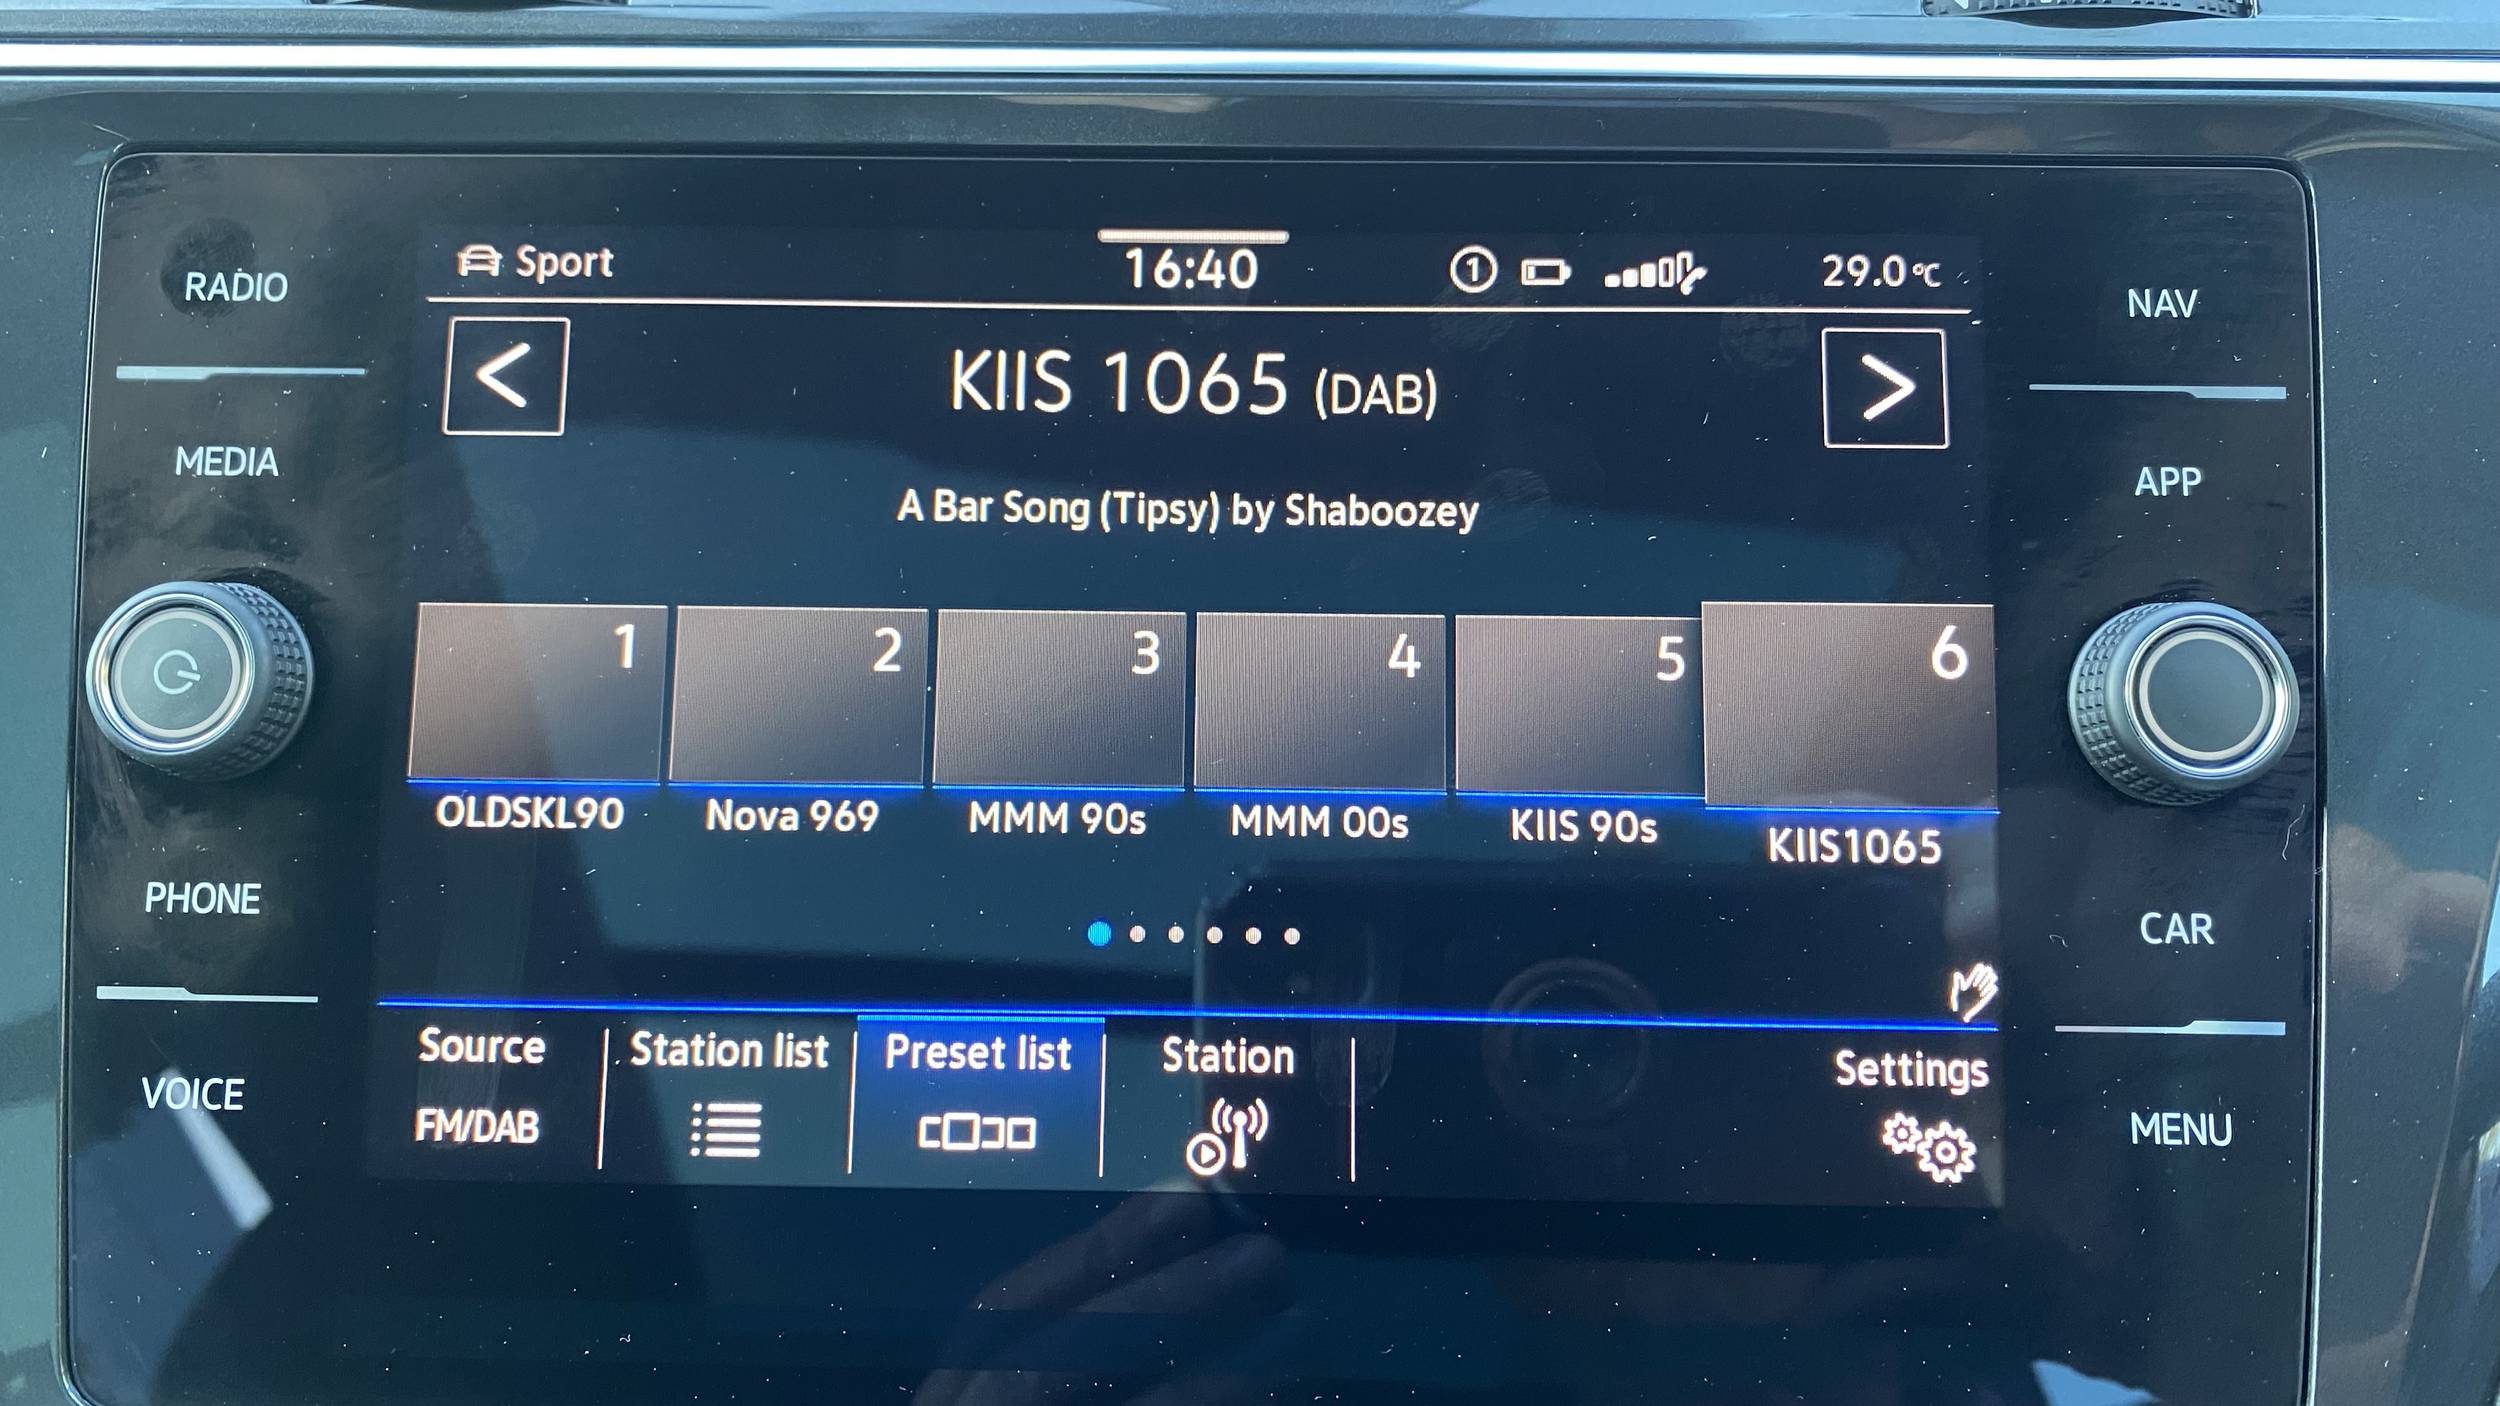 RADIO
MEDIA
PHONE
VOICE
Sport
16:40
1
29.0°C
KIIS 1065 (DAB)
A Bar Song (Tipsy) by Shaboozey
1 2 3 4 5 6
OLDSKL90 Nova 969 MMM 90s MMM 00s KIIS 90s KIIS1065
Source Station list Preset list Station Settings
FM/DAB
NAV
APP
CAR
MENU